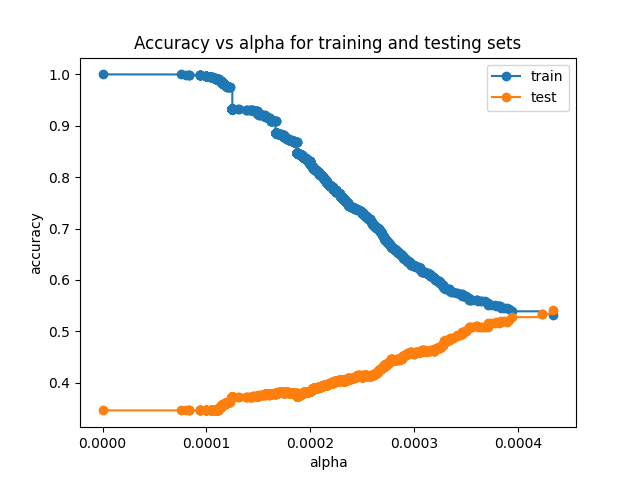 Accuracy vs alpha for training and testing sets
train
test
accuracy
1.0
0.9
0.8
0.7
0.6
0.5
0.4
0.0000 0.0001 0.0002 0.0003 0.0004
alpha